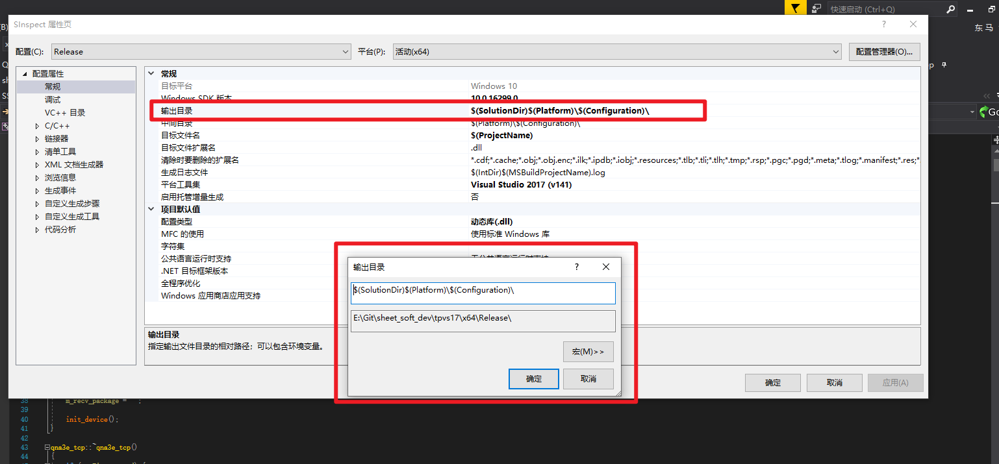 快速启动 (Ctrl+Q)
东 马
SInspect 属性页
配置(C):
Release
平台(P):
活动(x64)
配置管理器(O)...
配置属性
常规
调试
VC++ 目录
C/C++
链接器
清单工具
XML 文档生成器
浏览信息
生成事件
自定义生成步骤
自定义生成工具
代码分析
常规
目标平台 Windows 10
Windows SDK 版本 10.0.16299.0
输出目录 $(SolutionDir)$(Platform)\$(Configuration)\
中间目录 $(Platform)\$(Configuration)\
目标文件名 $(ProjectName)
目标文件扩展名 .dll
清除时要删除的扩展名 *.cdf;*.cache;*.obj;*.obj.enc;*.ilk;*.ipdb;*.iobj;*.resources;*.tlb;*.tli;*.tlh;*.tmp;*.rsp;*.pgc;*.pgd;*.meta;*.tlog;*.manifest;*.res;*
生成日志文件 $(IntDir)$(MSBuildProjectName).log
平台工具集 Visual Studio 2017 (v141)
启用托管增量生成 否
项目默认值
配置类型 动态库(.dll)
MFC 的使用 使用标准 Windows 库
字符集
公共语言运行时支持 无公共语言运行时支持
.NET 目标框架版本
全程序优化
Windows 应用商店应用支持
输出目录
指定输出文件目录的相对路径；可以包含环境变量。
输出目录
$(SolutionDir)$(Platform)\$(Configuration)\
E:\Git\sheet_soft_dev\tpvs17\x64\Release\
宏(M)>>
确定
取消
确定
取消
应用(A)
38 m_recv_package = ;
39
40 init_device();
41 }
42
43 qna3e_tcp::~qna3e_tcp()
44 {